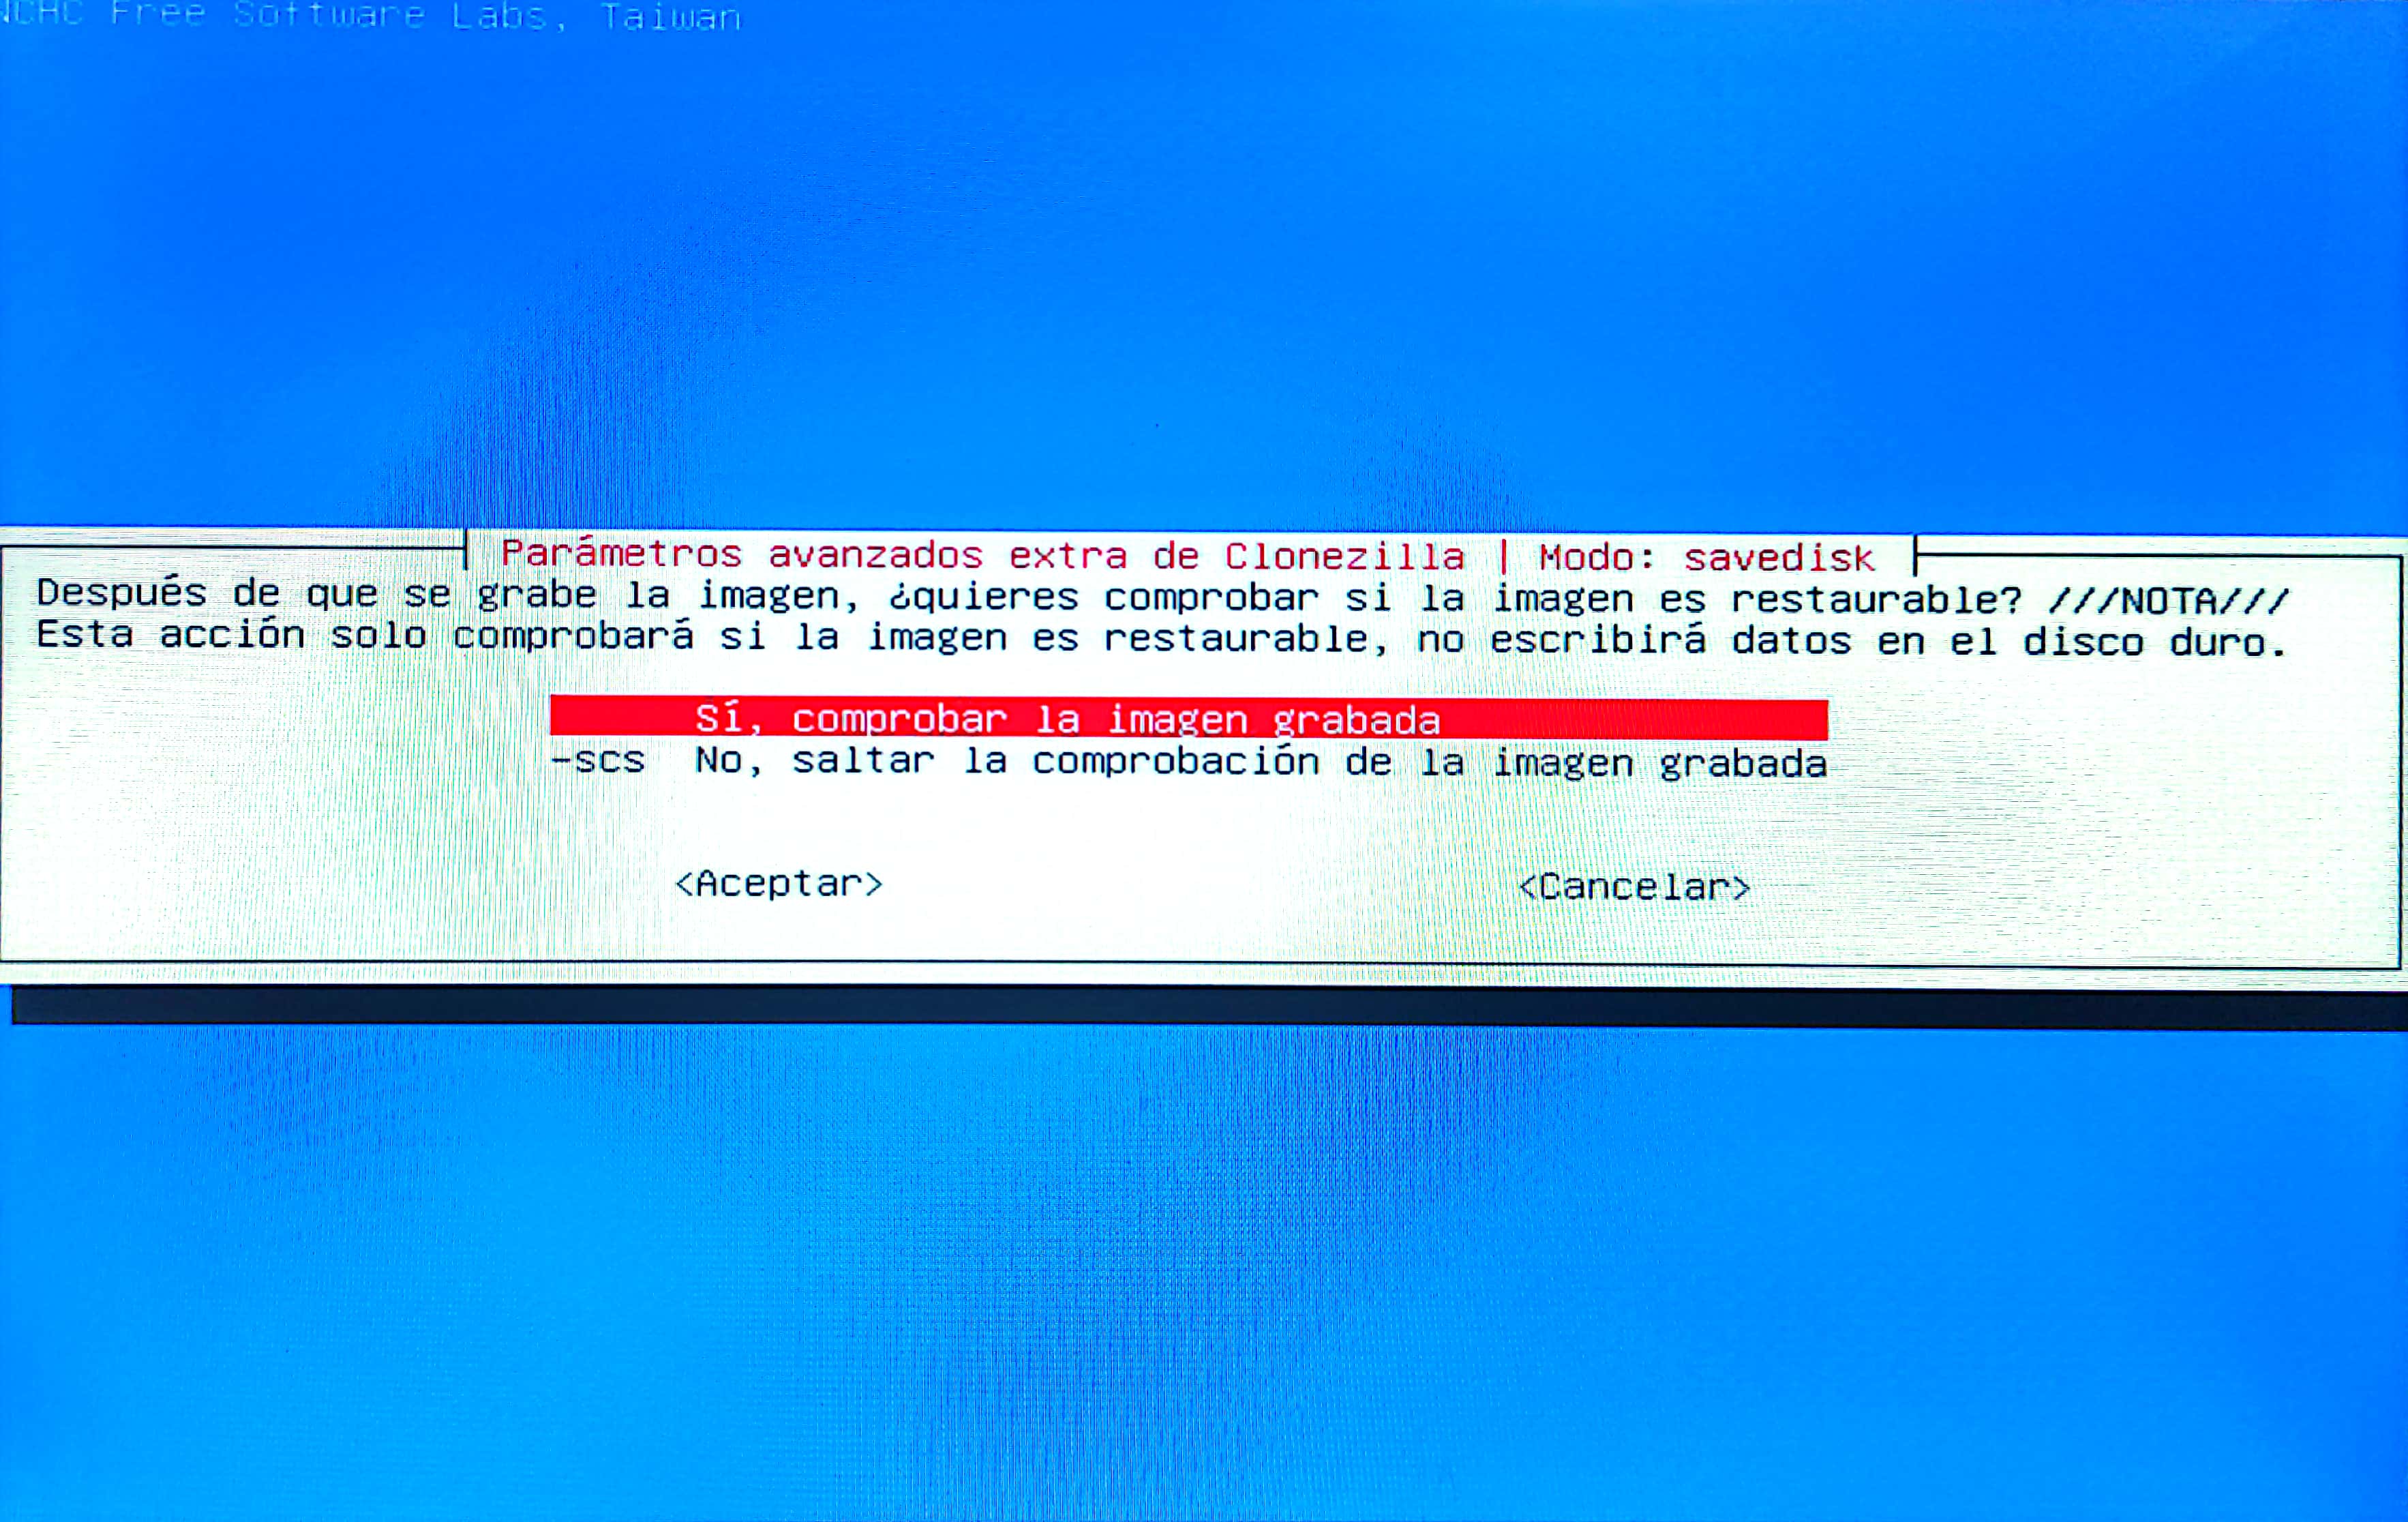 NCHC Free Software Labs, Taiwan
Parámetros avanzados extra de Clonezilla | Modo: savedisk
Después de que se grabe la imagen, ¿quieres comprobar si la imagen es restaurable? ///NOTA///
Esta acción solo comprobará si la imagen es restaurable, no escribirá datos en el disco duro.
Sí, comprobar la imagen grabada
-scs No, saltar la comprobación de la imagen grabada
<Aceptar> <Cancelar>